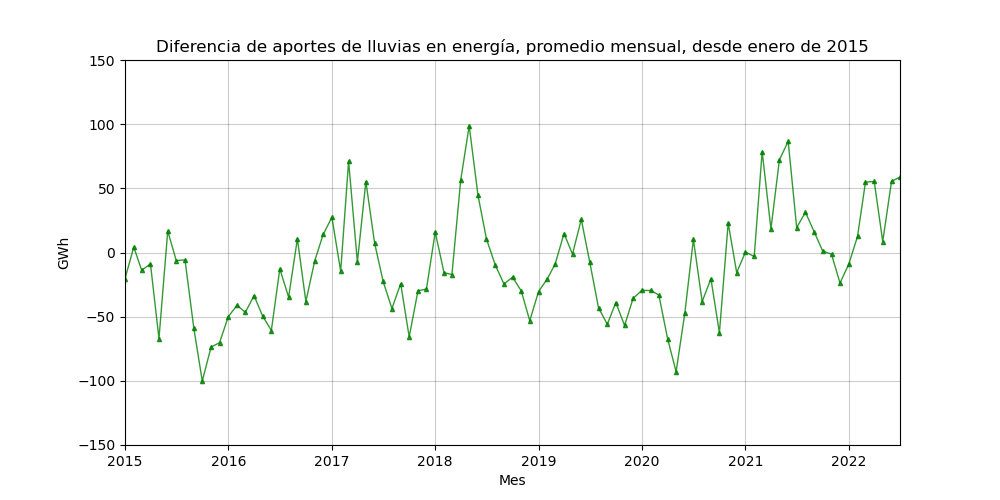 Diferencia de aportes de lluvias en energía, promedio mensual, desde enero de 2015
150
100
50
0
−50
−100
−150
GWh
2015 2016 2017 2018 2019 2020 2021 2022
Mes